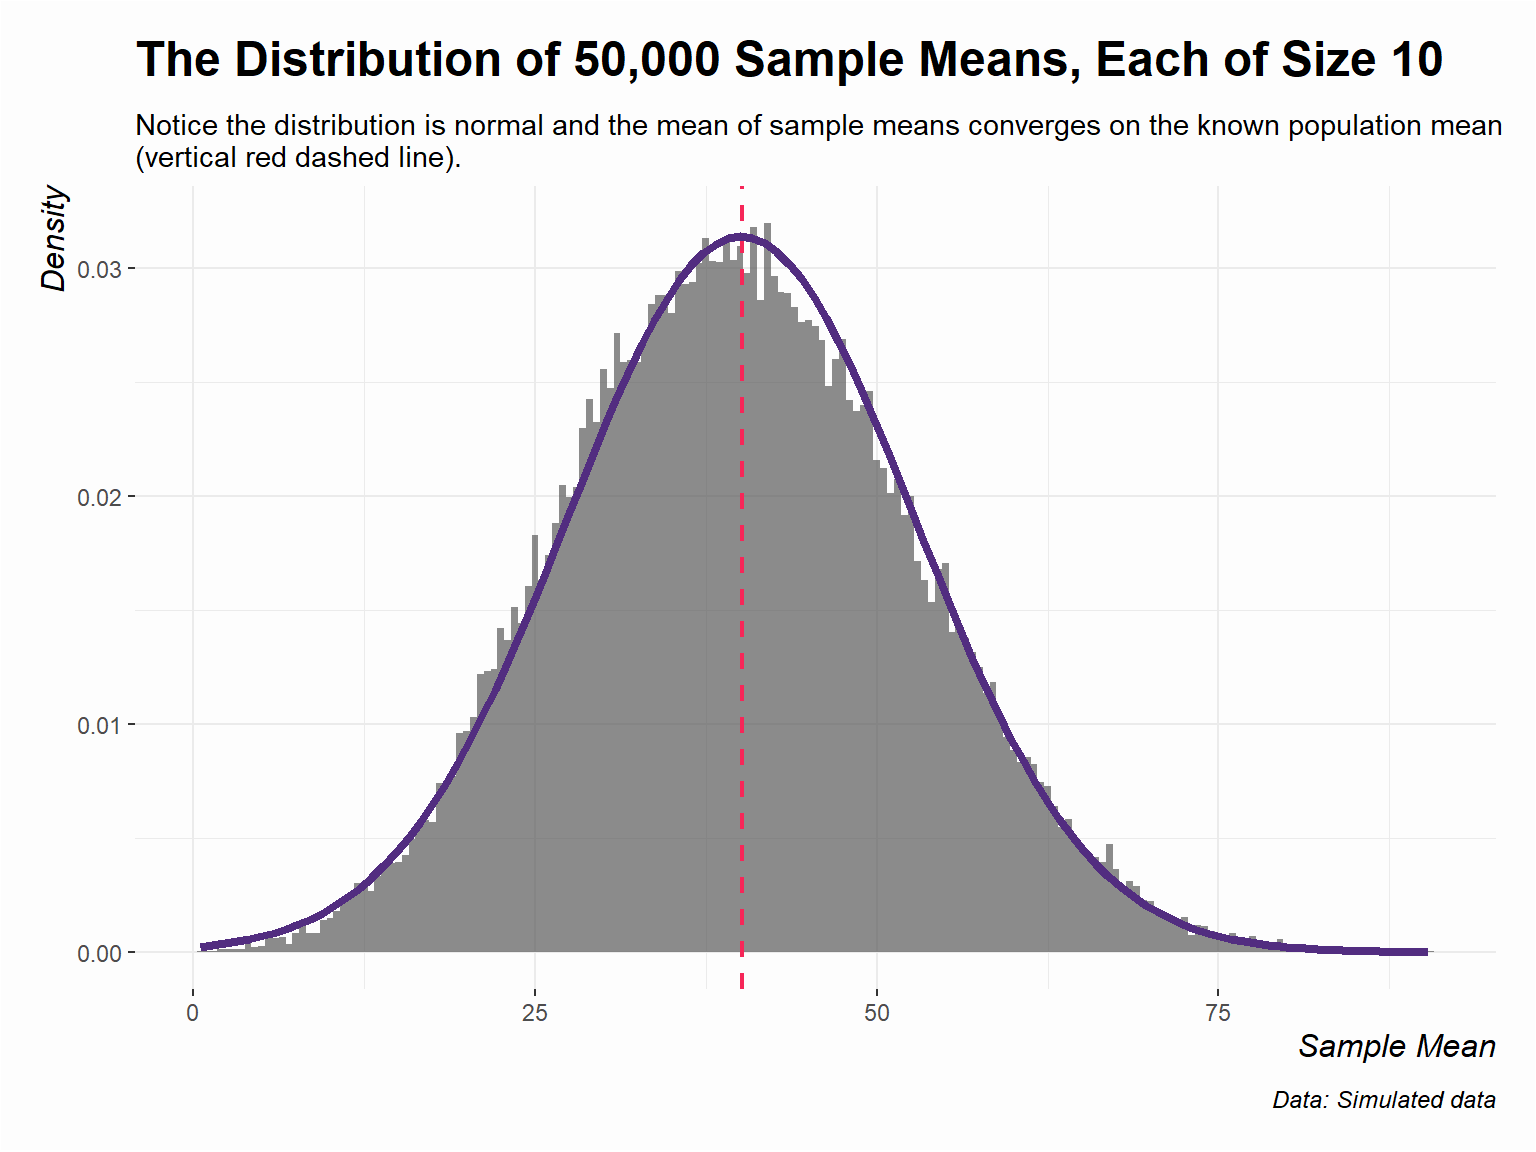 The Distribution of 50,000 Sample Means, Each of Size 10
Notice the distribution is normal and the mean of sample means converges on the known population mean
(vertical red dashed line).
Density
0.03
0.02
0.01
0.00
0
25
50
75
Sample Mean
Data: Simulated data